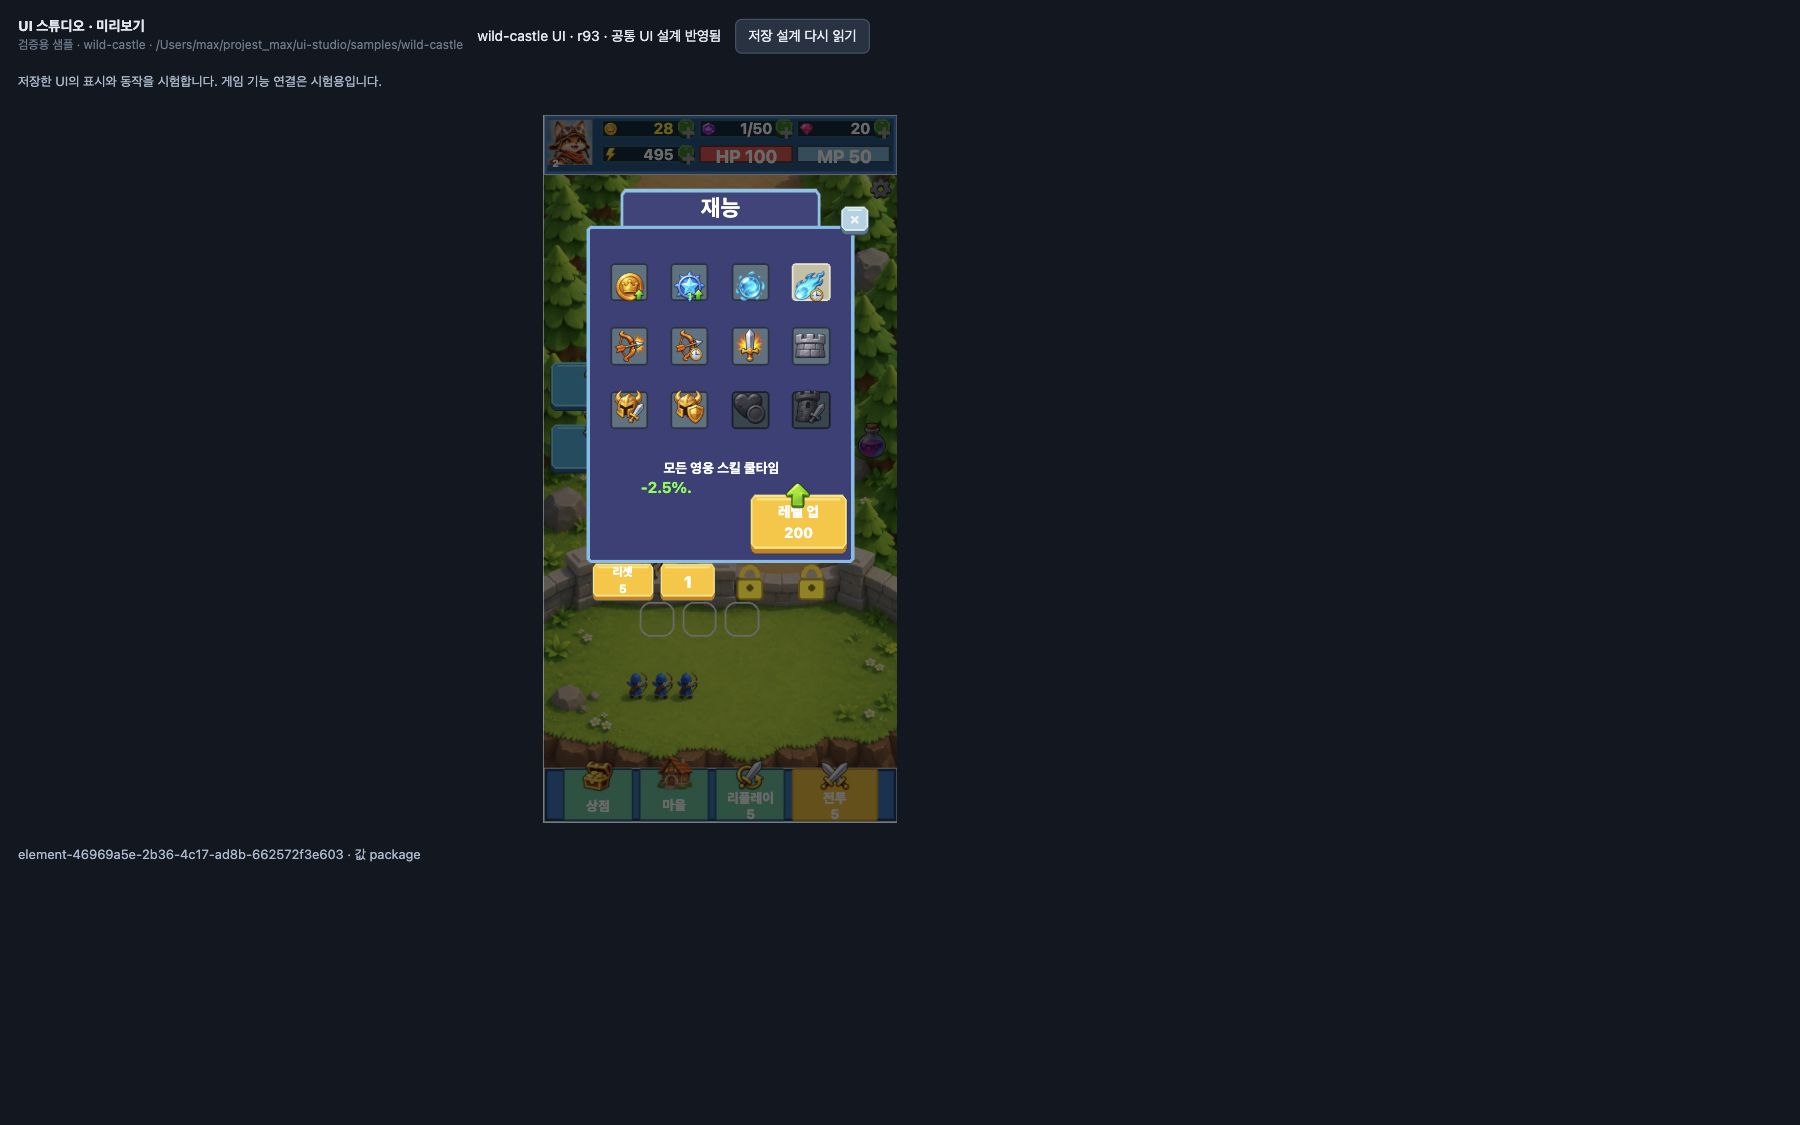 UI 스튜디오 · 미리보기
검증용 샘플 · wild-castle · /Users/max/projest_max/ui-studio/samples/wild-castle
wild-castle UI · r93 · 공통 UI 설계 반영됨
저장 설계 다시 읽기
저장한 UI의 표시와 동작을 시험합니다. 게임 기능 연결은 시험용입니다.
28
1/50
20
2
495
HP 100
MP 50
재능
×
모든 영웅 스킬 쿨타임
-2.5%.
레벨 업
200
리셋
5
1
상점
마을
리플레이
5
전투
5
element-46969a5e-2b36-4c17-ad8b-662572f3e603 · 값 package